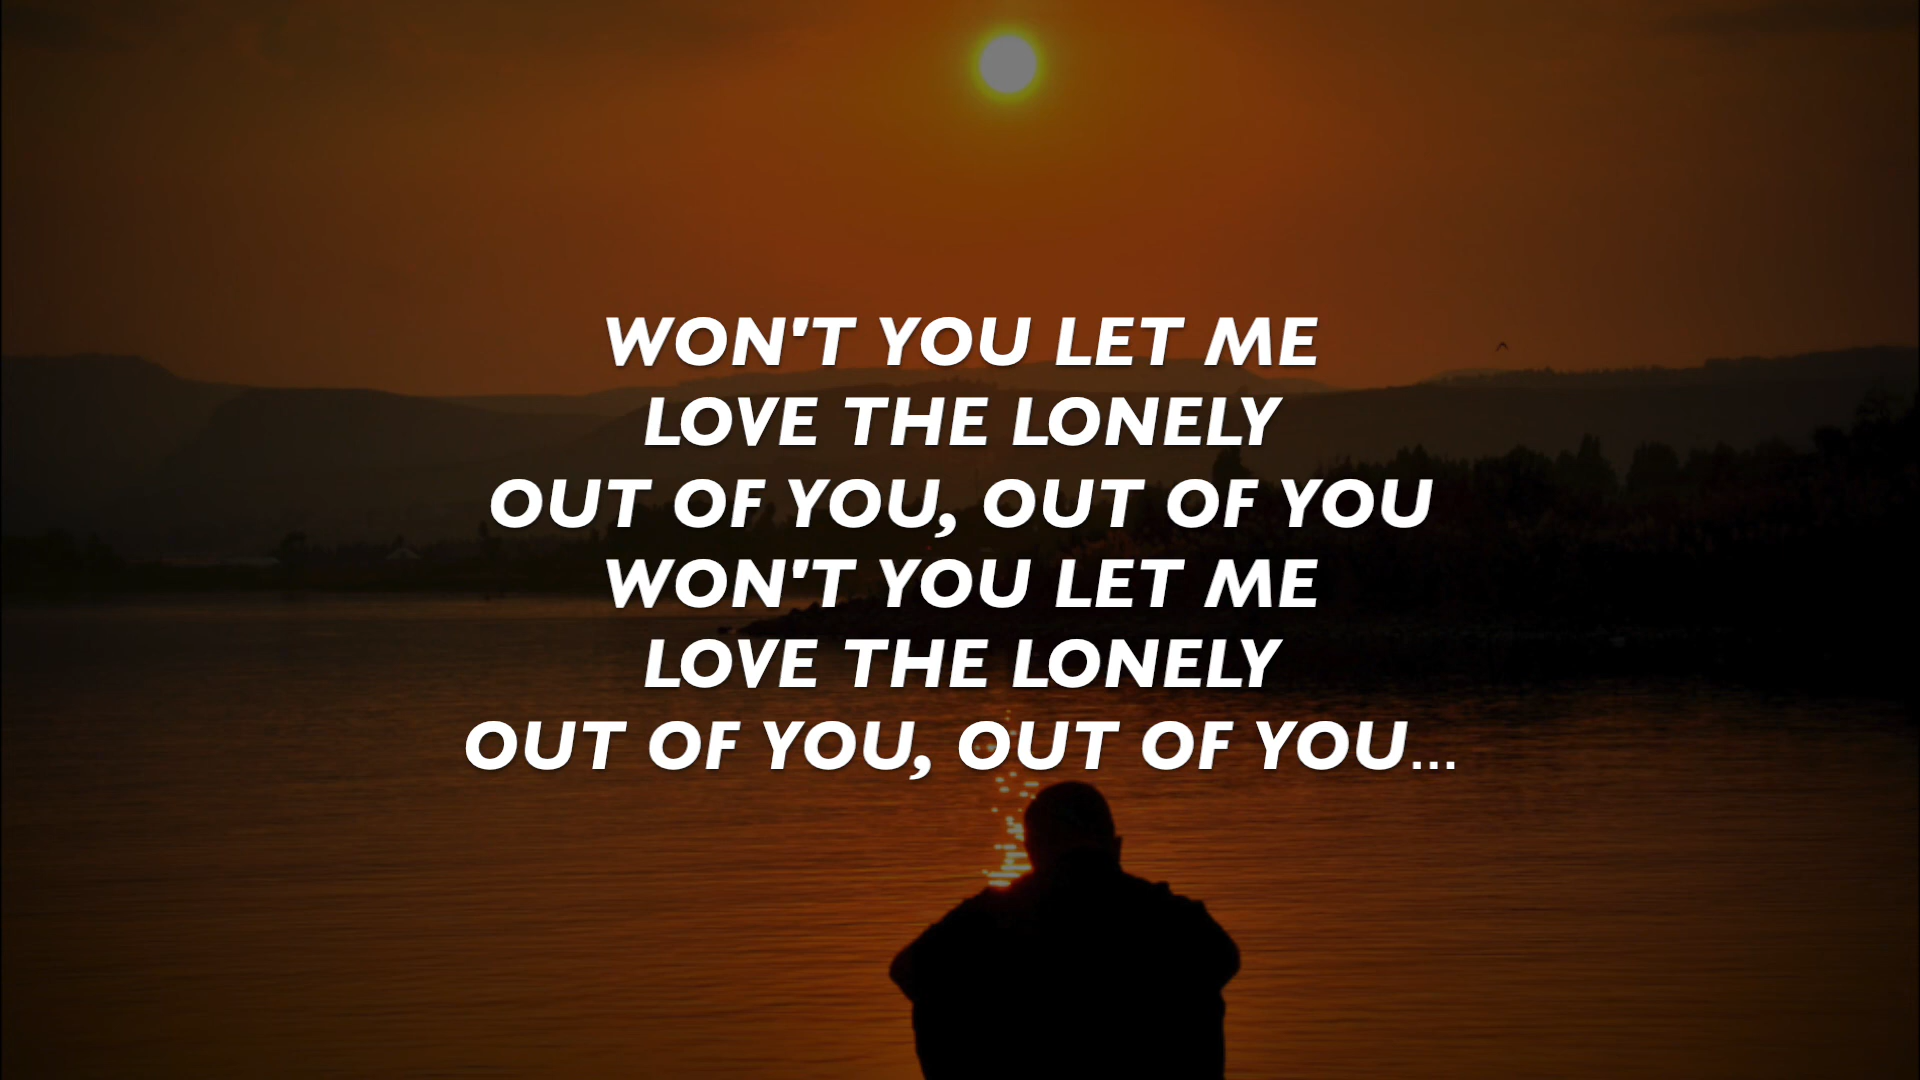 WON'T YOU LET ME
LOVE THE LONELY
OUT OF YOU, OUT OF YOU
WON'T YOU LET ME
LOVE THE LONELY
OUT OF YOU, OUT OF YOU...